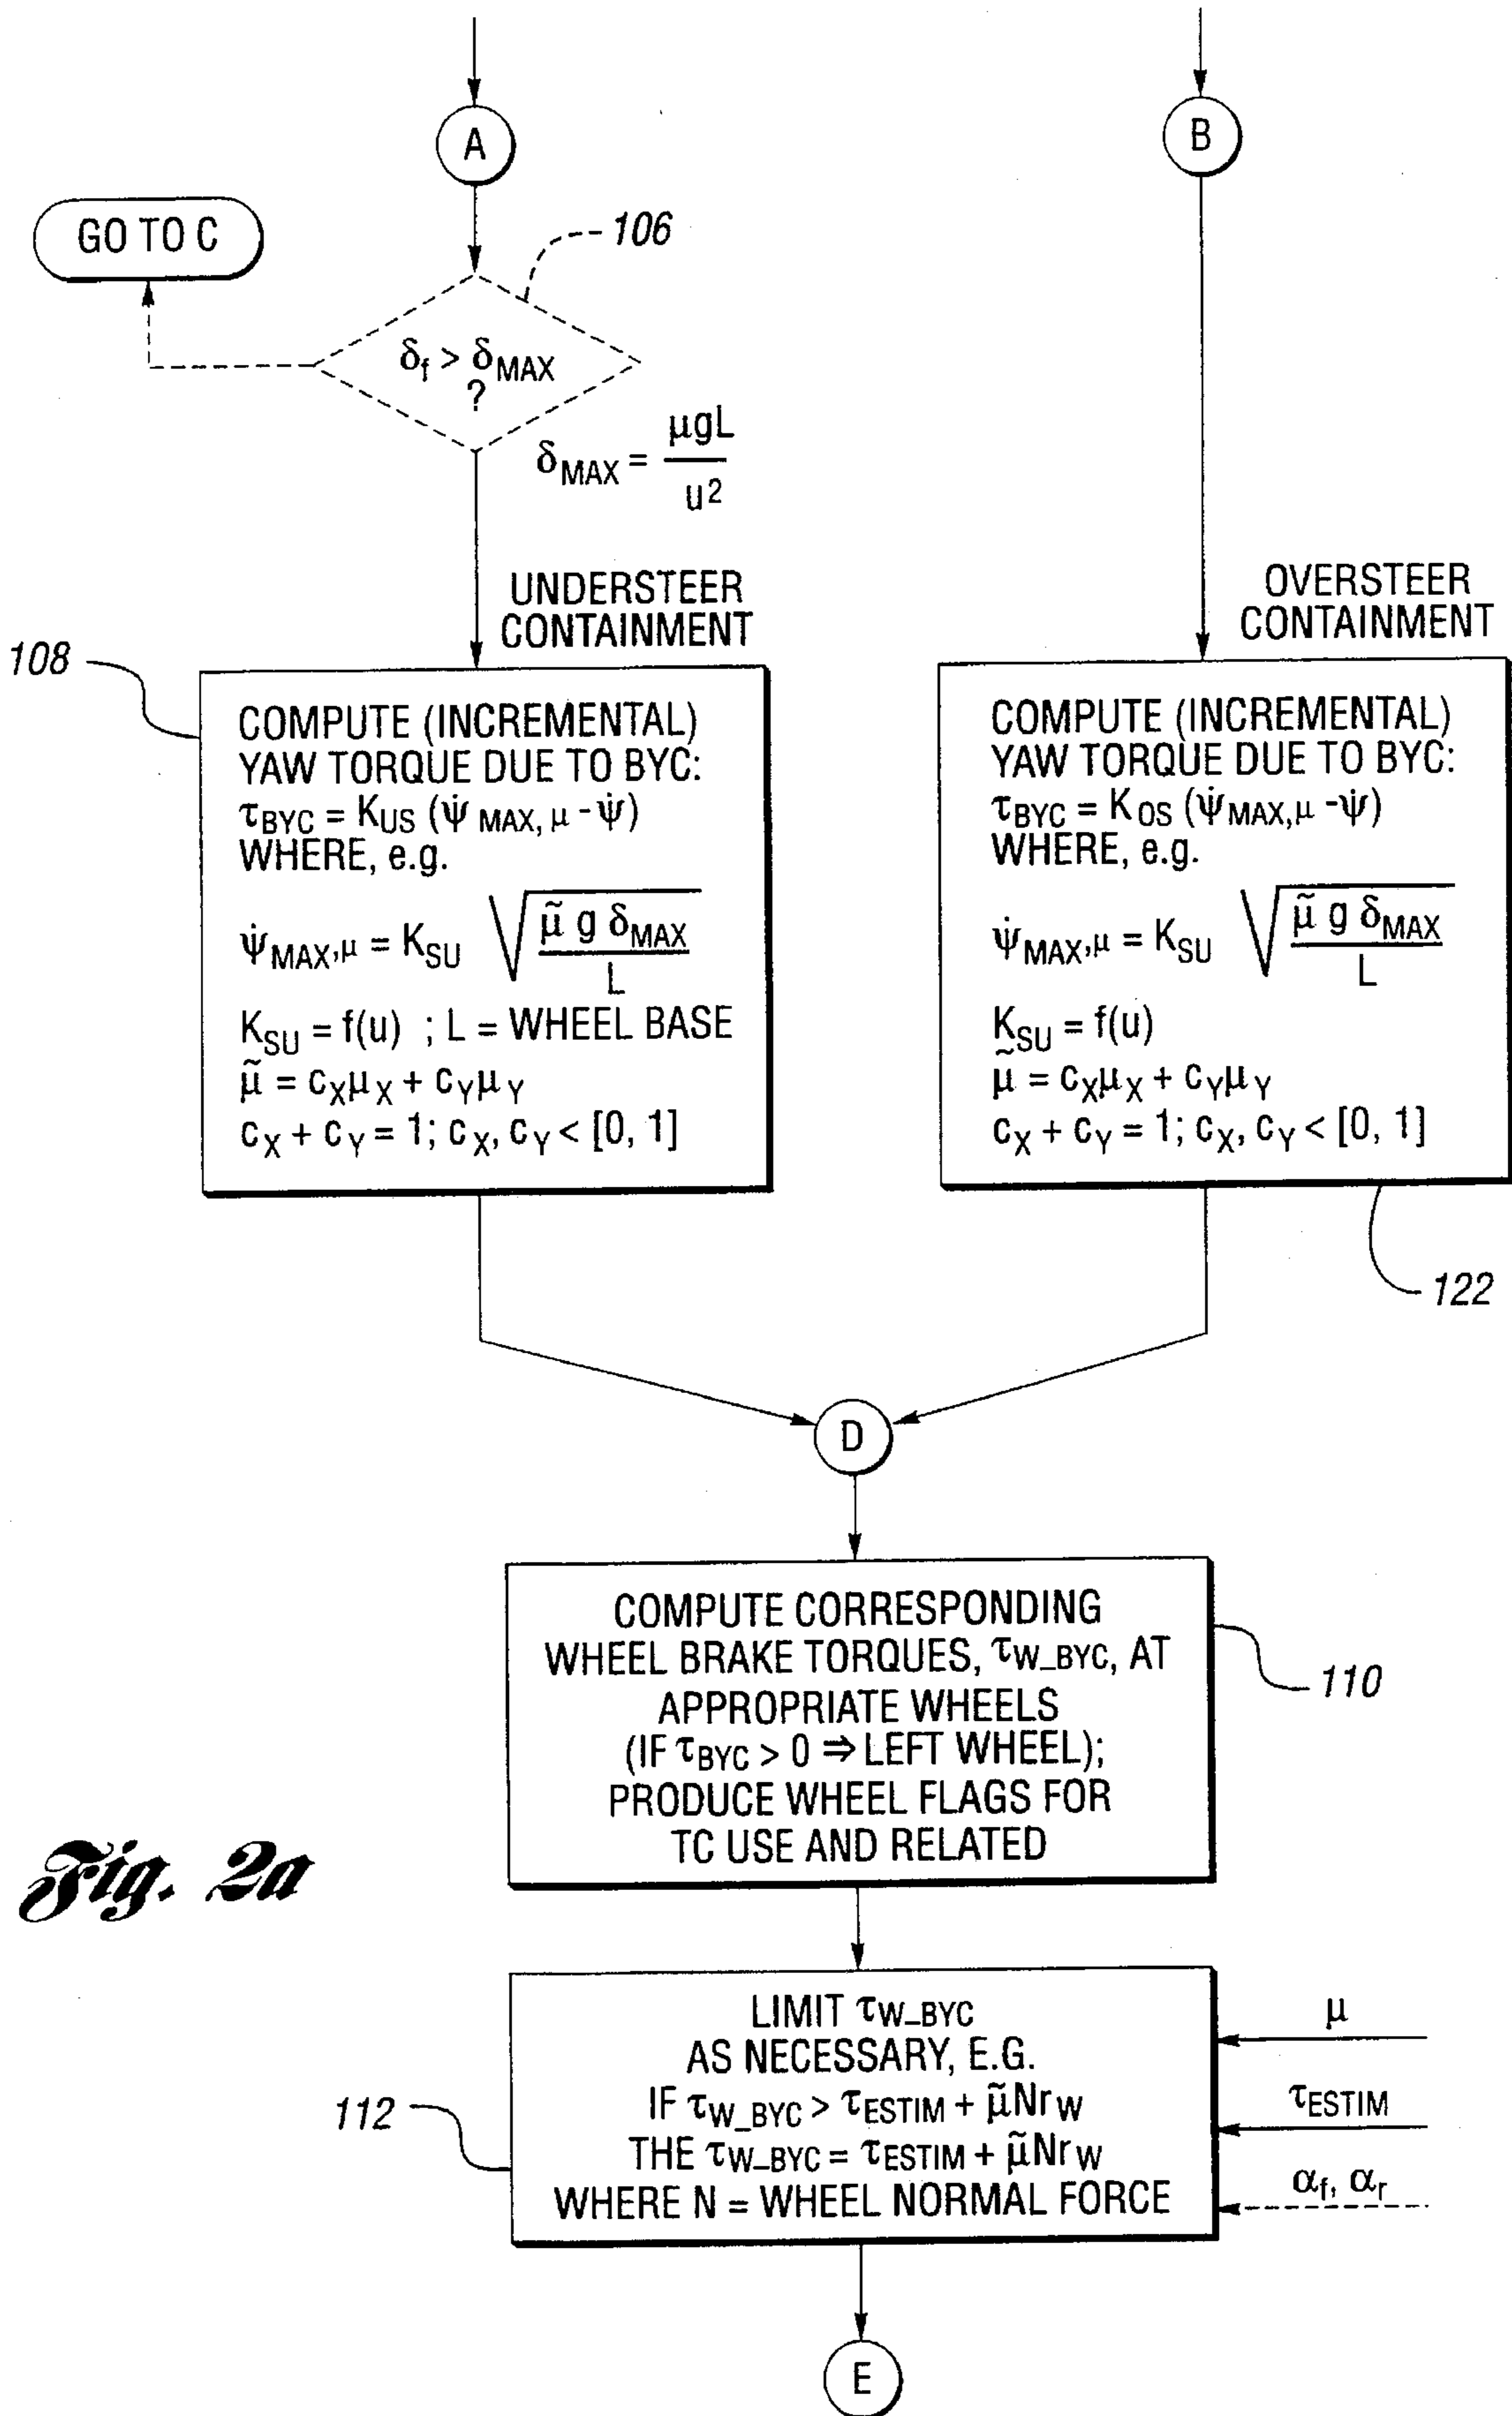 A
B
GO TO C
106
δf > δMAX
?
δMAX = μgL / u²
UNDERSTEER
CONTAINMENT
OVERSTEER
CONTAINMENT
108
COMPUTE (INCREMENTAL)
YAW TORQUE DUE TO BYC:
τBYC = KUS (ψ̇ MAX, μ - ψ̇)
WHERE, e.g.
ψ̇MAX,μ = KSU √(μ̃ g δMAX / L)
KSU = f(u) ; L = WHEEL BASE
μ̃ = cXμX + cYμY
cX + cY = 1; cX, cY < [0, 1]
COMPUTE (INCREMENTAL)
YAW TORQUE DUE TO BYC:
τBYC = KOS (ψ̇MAX,μ - ψ̇)
WHERE, e.g.
ψ̇MAX,μ = KSU √(μ̃ g δMAX / L)
KSU = f(u)
μ̃ = cXμX + cYμY
cX + cY = 1; cX, cY < [0, 1]
122
D
COMPUTE CORRESPONDING
WHEEL BRAKE TORQUES, τW_BYC, AT
APPROPRIATE WHEELS
(IF τBYC > 0 ⇒ LEFT WHEEL);
PRODUCE WHEEL FLAGS FOR
TC USE AND RELATED
110
Fig. 2a
LIMIT τW_BYC
AS NECESSARY, E.G.
IF τW_BYC > τESTIM + μ̃NrW
THE τW_BYC = τESTIM + μ̃NrW
WHERE N = WHEEL NORMAL FORCE
112
μ
τESTIM
αf, αr
E